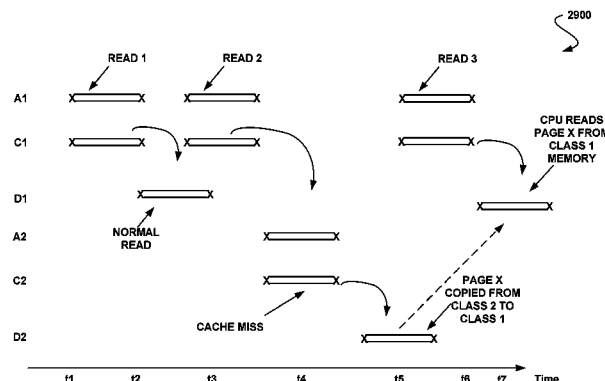 2900
READ 1
READ 2
READ 3
A1
CPU READS
PAGE X FROM
CLASS 1
MEMORY
C1
D1
NORMAL
READ
A2
C2
PAGE X
COPIED FROM
CLASS 2 TO
CLASS 1
CACHE MISS
D2
t1 t2 t3 t4 t5 t6 t7 Time